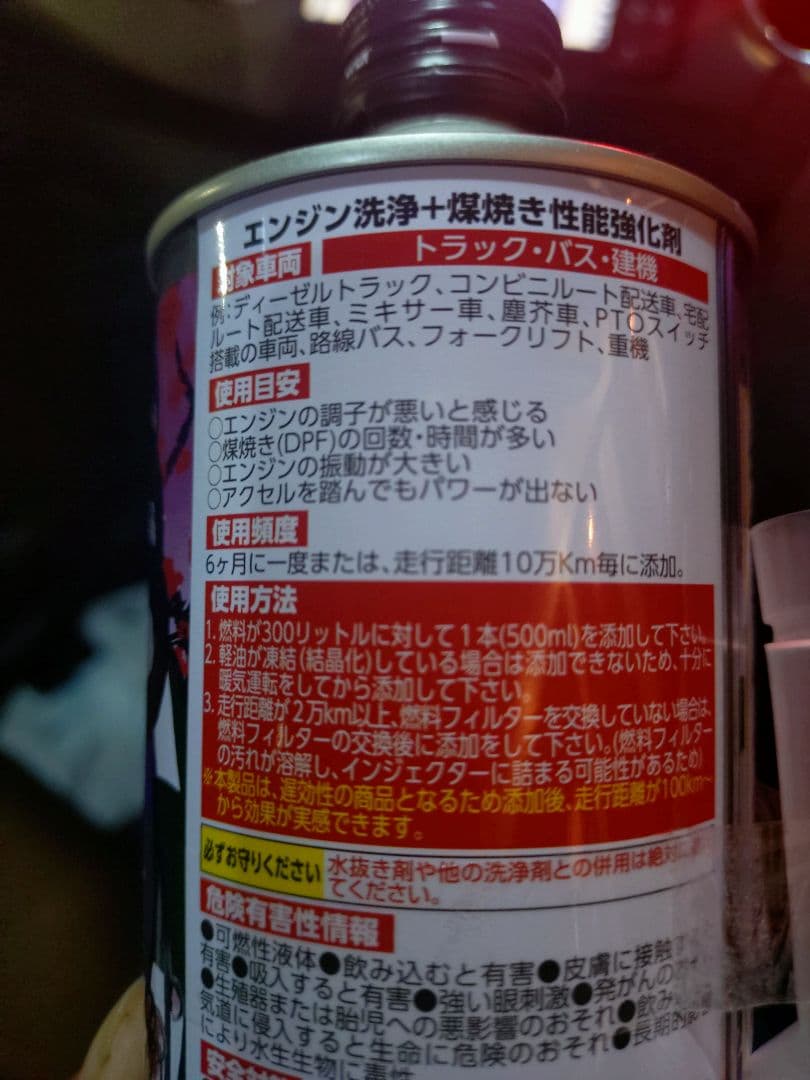 エンジン洗浄＋煤焼き性能強化剤
対象車両 トラック・バス・建機
例：ディーゼルトラック、コンビニルート配送車、宅配
ルート配送車、ミキサー車、塵芥車、PTOスイッチ
搭載の車両、路線バス、フォークリフト、重機
使用目安
○エンジンの調子が悪いと感じる
○煤焼き(DPF)の回数・時間が多い
○エンジンの振動が大きい
○アクセルを踏んでもパワーが出ない
使用頻度
6ヶ月に一度または、走行距離10万Km毎に添加。
使用方法
1. 燃料が300リットルに対して1本(500ml)を添加して下さい。
2. 軽油が凍結(結晶化)している場合は添加できないため、十分に
暖気運転をしてから添加して下さい。
3. 走行距離が2万km以上、燃料フィルターを交換していない場合は、
燃料フィルターの交換後に添加をして下さい。(燃料フィルター
の汚れが溶解し、インジェクターに詰まる可能性があるため)
※本製品は、遅効性の商品となるため添加後、走行距離が100km～
から効果が実感できます。
必ずお守りください 水抜き剤や他の洗浄剤との併用は絶対に
てください。
危険有害性情報
●可燃性液体●飲み込むと有害●皮膚に接触
有害●吸入すると有害●強い眼刺激●発がんの
●生殖器または胎児への悪影響のおそれ●飲み
気道に侵入すると生命に危険のおそれ●長期的
により水生生物に毒性
安全対